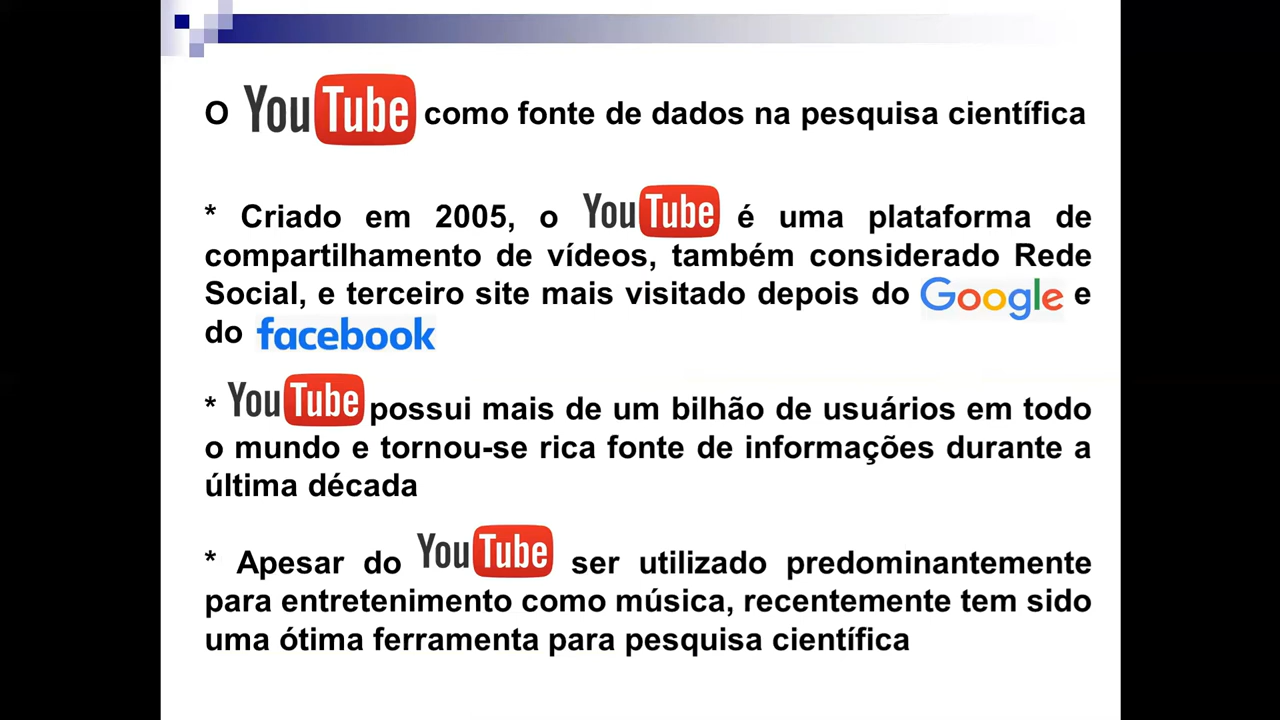 O YouTube como fonte de dados na pesquisa científica
* Criado em 2005, o YouTube é uma plataforma de
compartilhamento de vídeos, também considerado Rede
Social, e terceiro site mais visitado depois do Google e
do facebook
* YouTube possui mais de um bilhão de usuários em todo
o mundo e tornou-se rica fonte de informações durante a
última década
* Apesar do YouTube ser utilizado predominantemente
para entretenimento como música, recentemente tem sido
uma ótima ferramenta para pesquisa científica